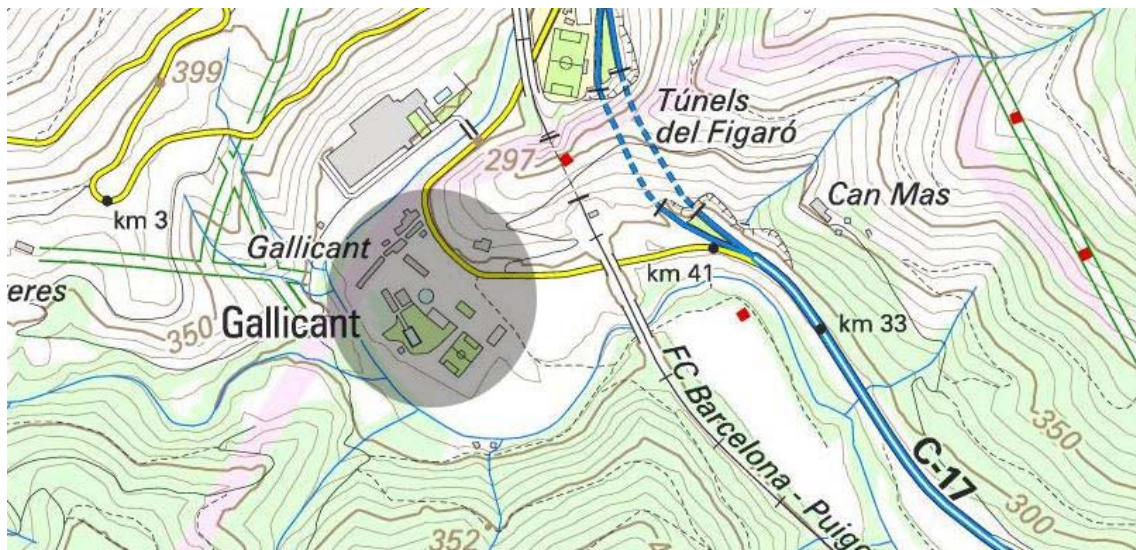 399
Túnels
del Figaró
297
km 3
Can Mas
Gallicant
km 41
eres
350
Gallicant
km 33
FC Barcelona - Puigc
C-17
350
300
352